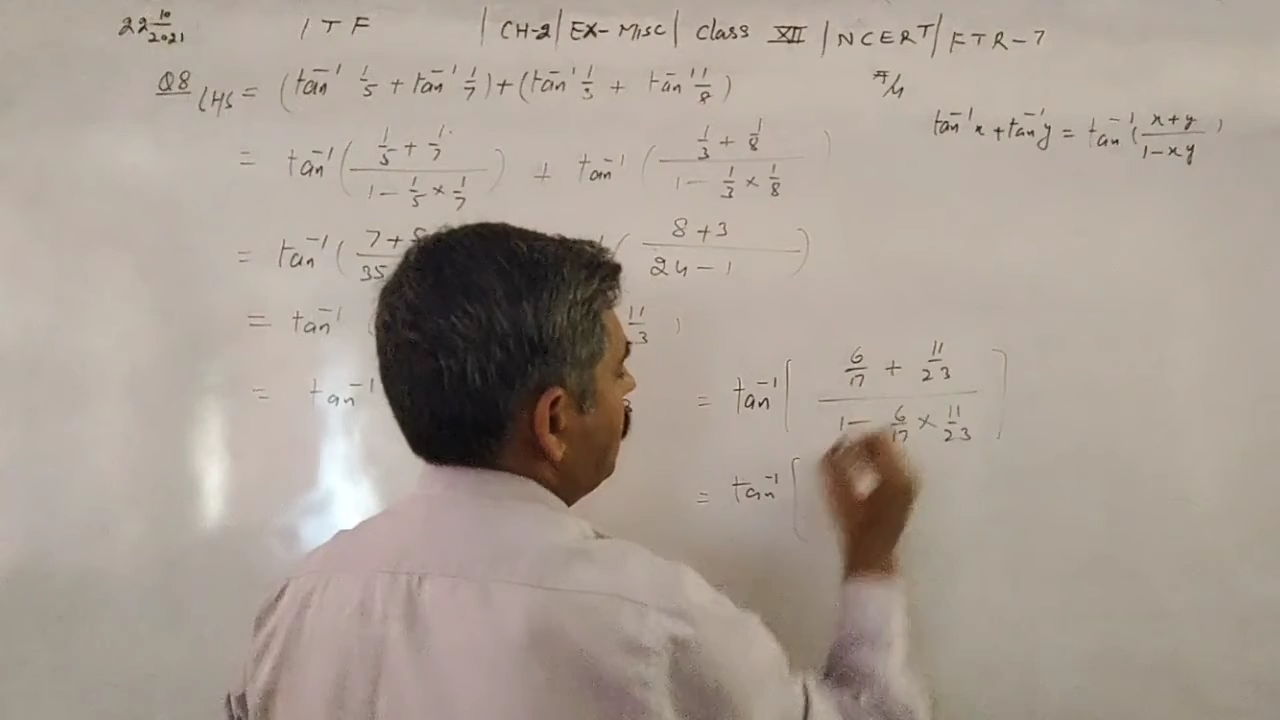 22 10/2021 ITF | CH-2 | EX-MISC | Class XII | NCERT | FTR-7
Q8 LHS = (tan⁻¹ 1/5 + tan⁻¹ 1/7) + (tan⁻¹ 1/3 + tan⁻¹ 1/8) π/4
tan⁻¹x + tan⁻¹y = tan⁻¹(x+y/1-xy)
= tan⁻¹(1/5 + 1/7 / 1 - 1/5 × 1/7) + tan⁻¹(1/3 + 1/8 / 1 - 1/3 × 1/8)
= tan⁻¹(7+ / 35 ( 8+3 / 24-1 )
= tan⁻¹ ( 11/ 3 )
= tan⁻¹ 3
= tan⁻¹[ 6/17 + 11/23 / 1 - 6/17 × 11/23 ]
= tan⁻¹[